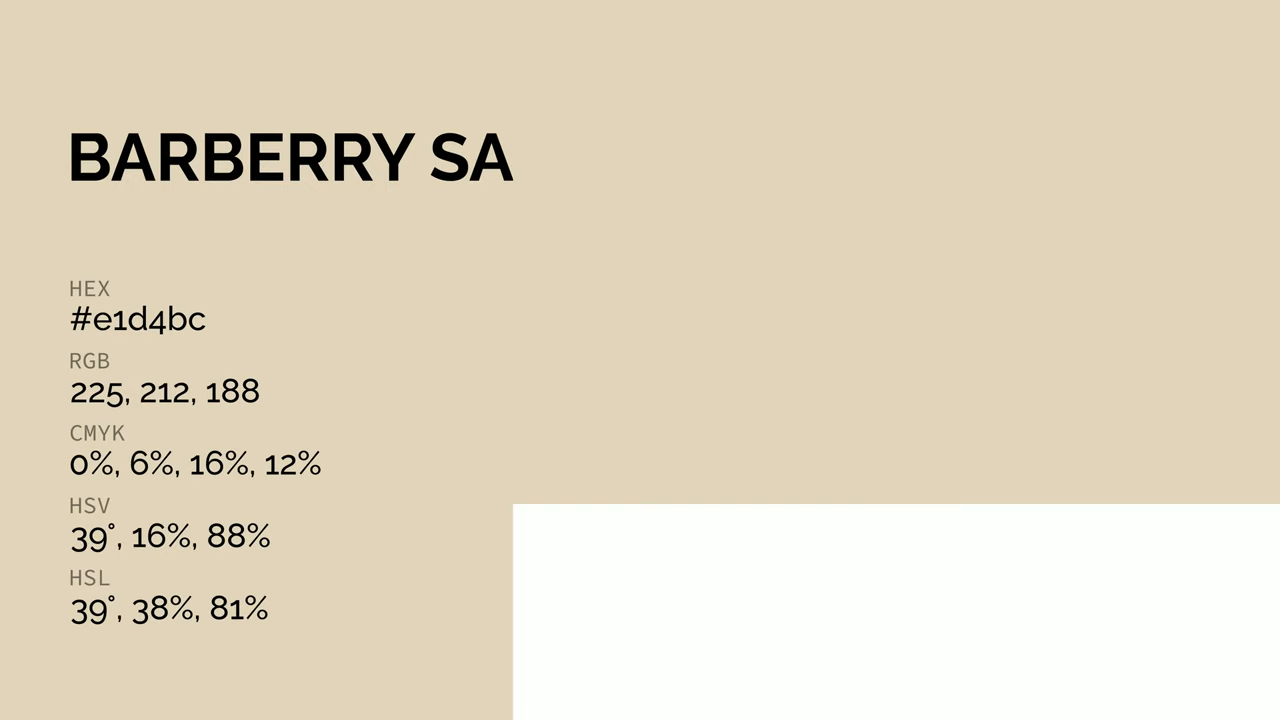 BARBERRY SA
HEX
#e1d4bc
RGB
225, 212, 188
CMYK
0%, 6%, 16%, 12%
HSV
39°, 16%, 88%
HSL
39°, 38%, 81%